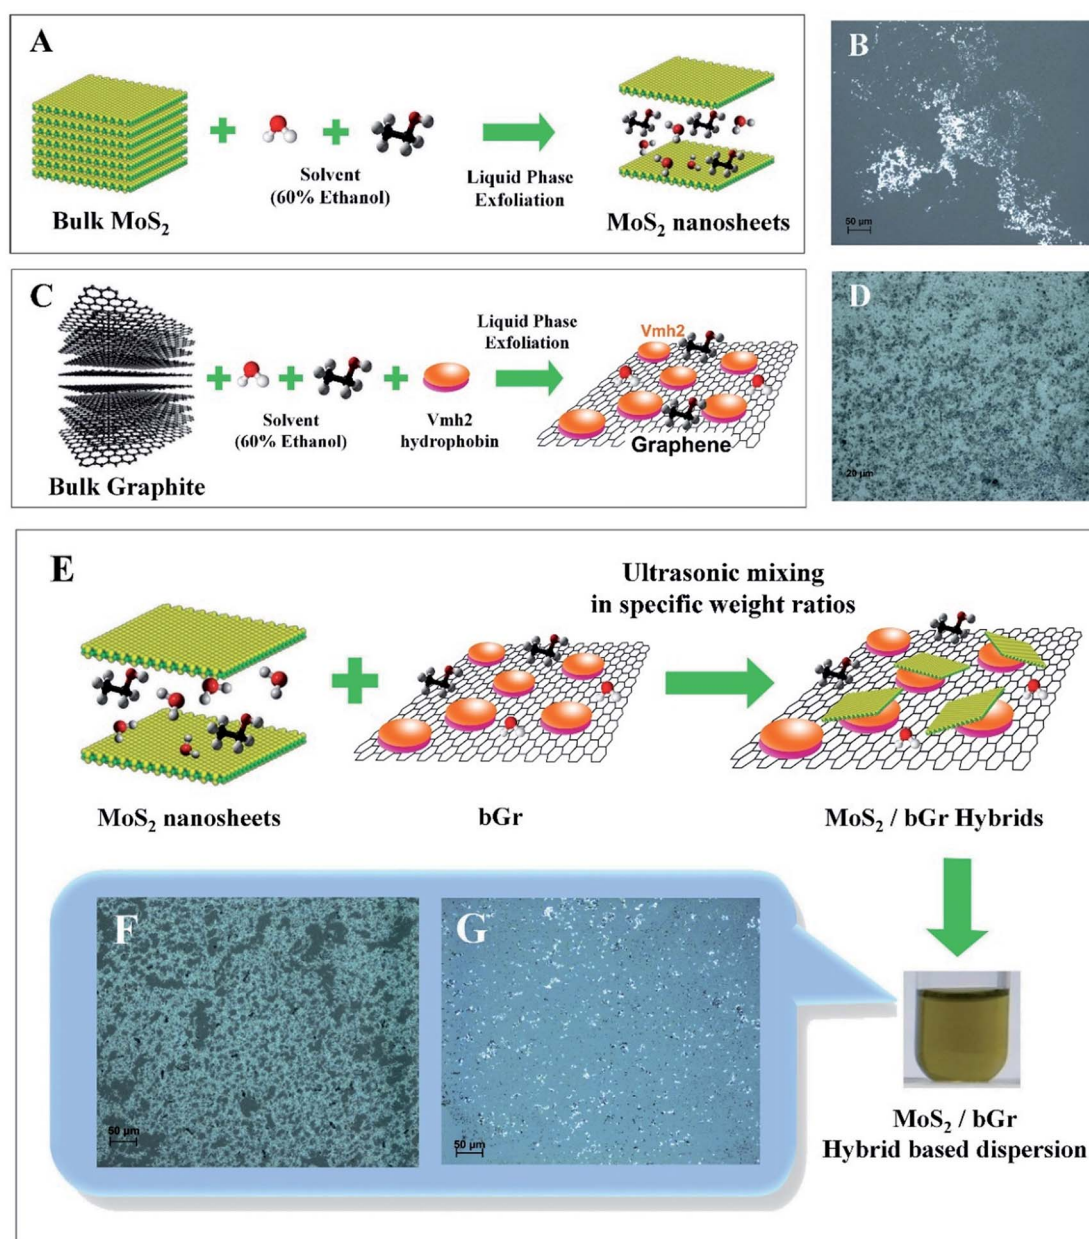 A
Solvent
(60% Ethanol)
Liquid Phase
Exfoliation
Bulk MoS₂
MoS₂ nanosheets
B
50 µm
C
Solvent
(60% Ethanol)
Vmh2
hydrophobin
Liquid Phase
Exfoliation
Vmh2
Graphene
Bulk Graphite
D
20 µm
E
Ultrasonic mixing
in specific weight ratios
MoS₂ nanosheets
bGr
MoS₂ / bGr Hybrids
F
50 µm
G
50 µm
MoS₂ / bGr
Hybrid based dispersion